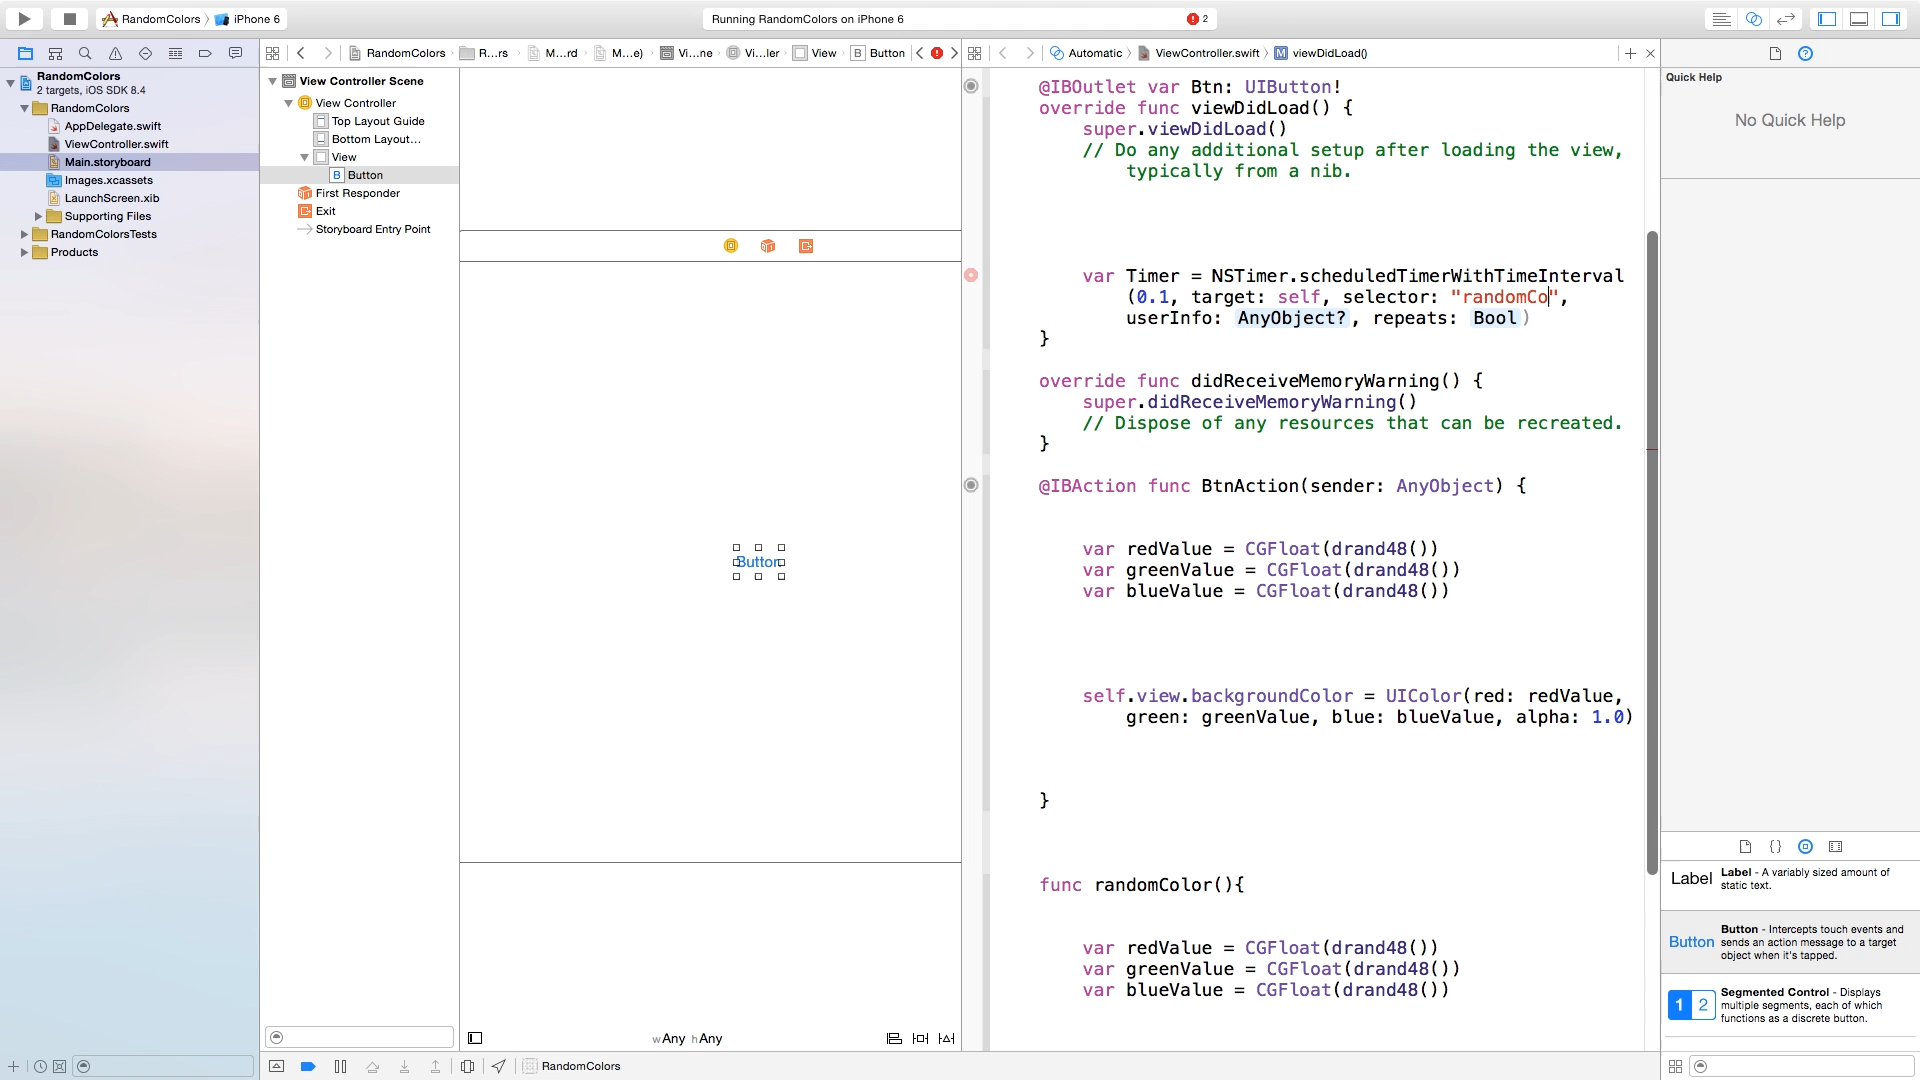 RandomColors
iPhone 6
Running RandomColors on iPhone 6
2
RandomColors
R...rs
M...rd
M...e)
Vi...ne
Vi...ler
View
B Button
Automatic
ViewController.swift
M viewDidLoad()
RandomColors
2 targets, iOS SDK 8.4
RandomColors
AppDelegate.swift
ViewController.swift
Main.storyboard
Images.xcassets
LaunchScreen.xib
Supporting Files
RandomColorsTests
Products
View Controller Scene
View Controller
Top Layout Guide
Bottom Layout...
View
B Button
First Responder
Exit
Storyboard Entry Point
Button
wAny hAny
RandomColors
@IBOutlet var Btn: UIButton!
override func viewDidLoad() {
super.viewDidLoad()
// Do any additional setup after loading the view,
typically from a nib.
var Timer = NSTimer.scheduledTimerWithTimeInterval
(0.1, target: self, selector: "randomCo",
userInfo: AnyObject?, repeats: Bool)
}
override func didReceiveMemoryWarning() {
super.didReceiveMemoryWarning()
// Dispose of any resources that can be recreated.
}
@IBAction func BtnAction(sender: AnyObject) {
var redValue = CGFloat(drand48())
var greenValue = CGFloat(drand48())
var blueValue = CGFloat(drand48())
self.view.backgroundColor = UIColor(red: redValue,
green: greenValue, blue: blueValue, alpha: 1.0)
}
func randomColor(){
var redValue = CGFloat(drand48())
var greenValue = CGFloat(drand48())
var blueValue = CGFloat(drand48())
Quick Help
No Quick Help
{}
Label
Label - A variably sized amount of
static text.
Button
Button - Intercepts touch events and
sends an action message to a target
object when it's tapped.
1 2
Segmented Control - Displays
multiple segments, each of which
functions as a discrete button.